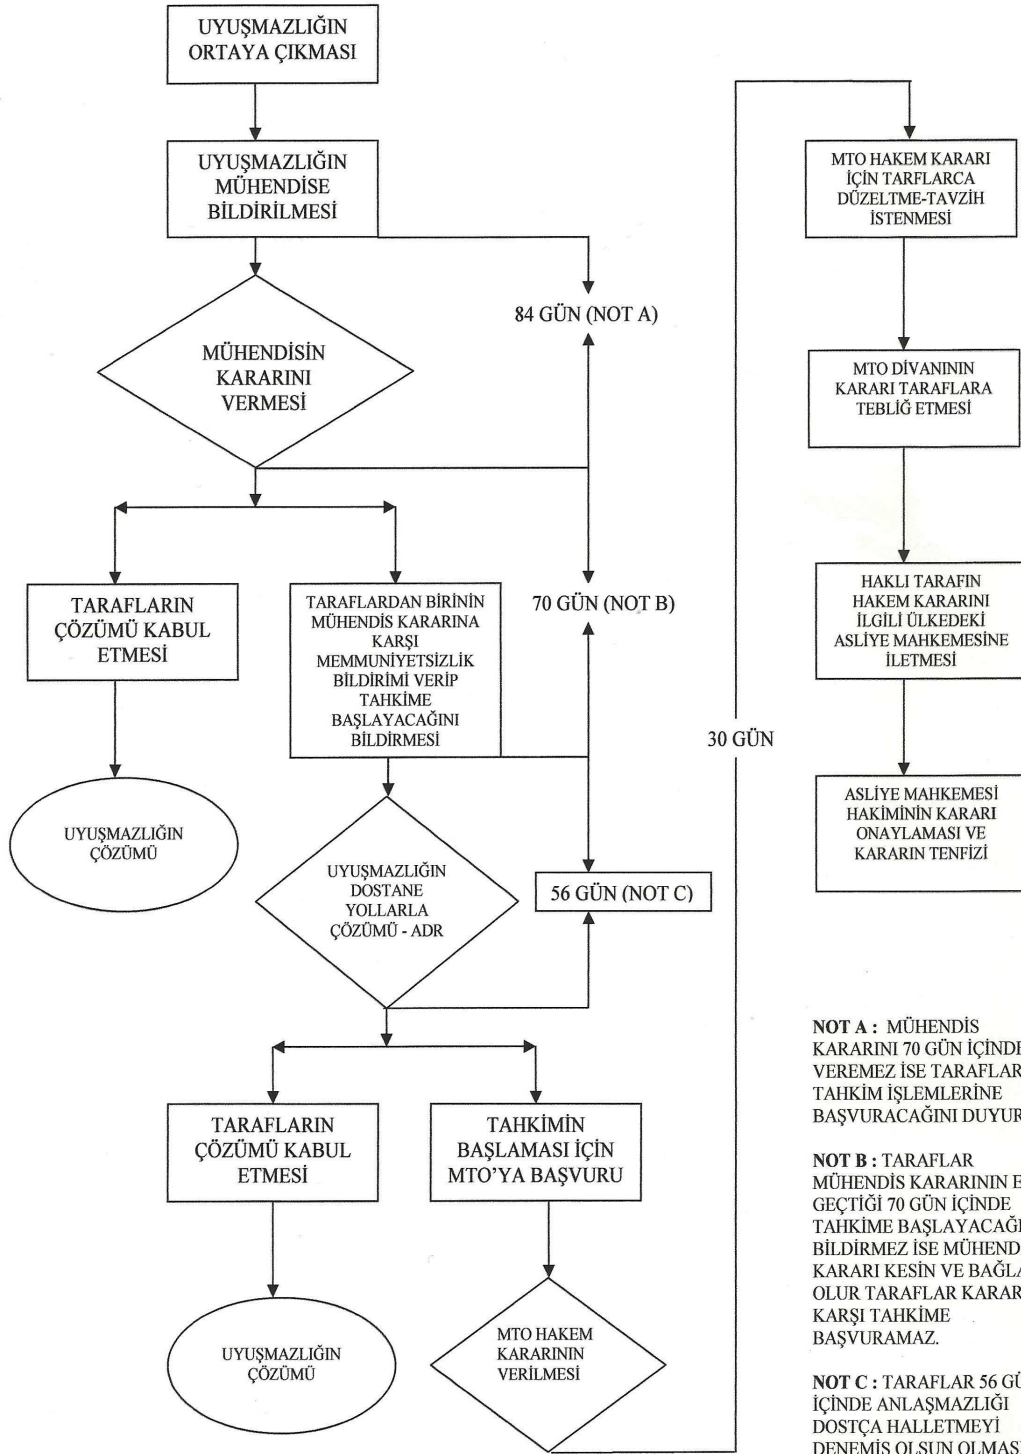 UYUŞMAZLIĞIN
ORTAYA ÇIKMASI
UYUŞMAZLIĞIN
MÜHENDİSE
BİLDİRİLMESİ
84 GÜN (NOT A)
MÜHENDİSİN
KARARINI
VERMESİ
TARAFLARIN
ÇÖZÜMÜ KABUL
ETMESİ
TARAFLARDAN BİRİNİN
MÜHENDİS KARARINA
KARŞI
MEMMUNİYETSİZLİK
BİLDİRİMİ VERİP
TAHKİME
BAŞLAYACAĞINI
BİLDİRMESİ
70 GÜN (NOT B)
UYUŞMAZLIĞIN
ÇÖZÜMÜ
UYUŞMAZLIĞIN
DOSTANE
YOLLARLA
ÇÖZÜMÜ - ADR
56 GÜN (NOT C)
TARAFLARIN
ÇÖZÜMÜ KABUL
ETMESİ
TAHKİMİN
BAŞLAMASI İÇİN
MTO'YA BAŞVURU
UYUŞMAZLIĞIN
ÇÖZÜMÜ
MTO HAKEM
KARARININ
VERİLMESİ
30 GÜN
MTO HAKEM KARARI
İÇİN TARFLARCA
DÜZELTME-TAVZİH
İSTENMESİ
MTO DİVANININ
KARARI TARAFLARA
TEBLİĞ ETMESİ
HAKLI TARAFIN
HAKEM KARARINI
İLGİLİ ÜLKEDEKİ
ASLİYE MAHKEMESİNE
İLETMESİ
ASLİYE MAHKEMESİ
HAKİMİNİN KARARI
ONAYLAMASI VE
KARARIN TENFİZİ
NOT A : MÜHENDİS
KARARINI 70 GÜN İÇİNDE
VEREMEZ İSE TARAFLAR
TAHKİM İŞLEMLERİNE
BAŞVURACAĞINI DUYUR
NOT B : TARAFLAR
MÜHENDİS KARARININ E
GEÇTİĞİ 70 GÜN İÇİNDE
TAHKİME BAŞLAYACAĞI
BİLDİRMEZ İSE MÜHEND
KARARI KESİN VE BAĞLA
OLUR TARAFLAR KARAR
KARŞI TAHKİME
BAŞVURAMAZ.
NOT C : TARAFLAR 56 GÜ
İÇİNDE ANLAŞMAZLIĞI
DOSTÇA HALLETMEYİ
DENEMİŞ OLSUN OLMAS